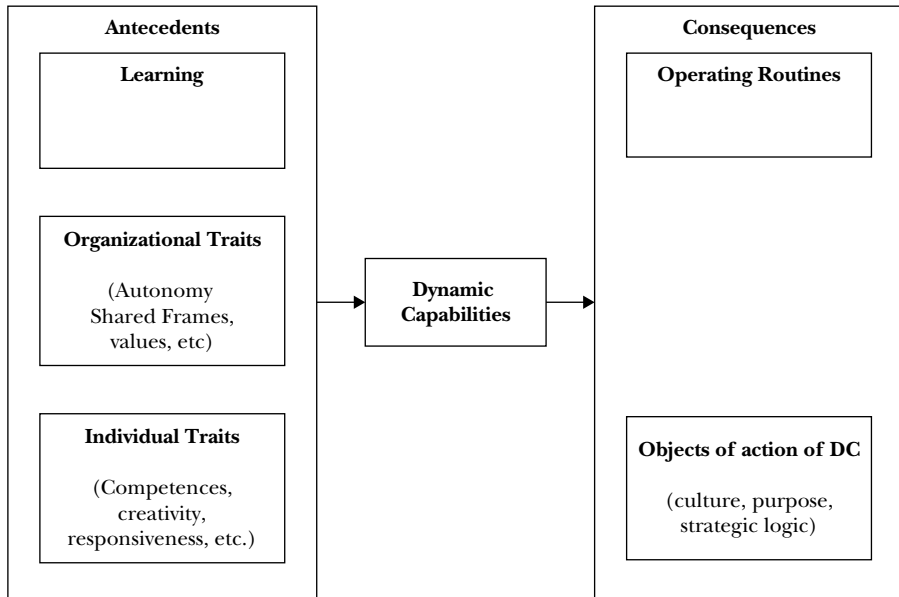 Antecedents
Learning
Organizational Traits
(Autonomy
Shared Frames,
values, etc)
Individual Traits
(Competences,
creativity,
responsiveness, etc.)
Dynamic
Capabilities
Consequences
Operating Routines
Objects of action of DC
(culture, purpose,
strategic logic)